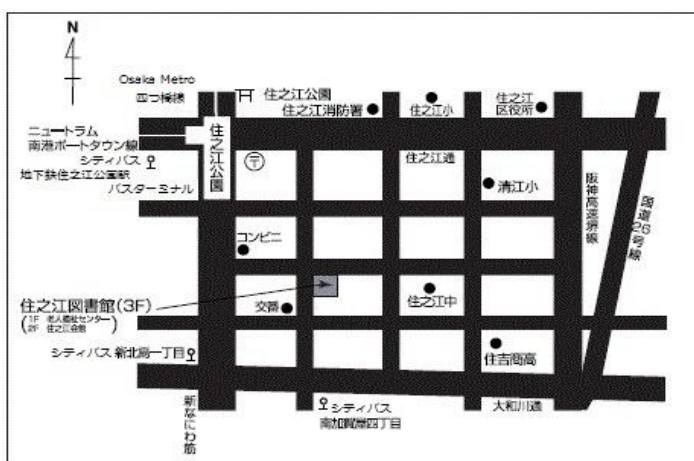 N
Osaka Metro
四つ橋線
住之江公園
住之江消防署
住之江小
住之江
区役所
ニュートラム
南港ポートタウン線
シティバス
地下鉄住之江公園駅
バスターミナル
住之江公園
〒
住之江通
清江小
阪神高速堺線
国道26号線
コンビニ
住之江図書館(3F)
(1F 老人福祉センター
2F 住之江会館)
交番
住之江中
シティバス 新北島一丁目
住吉商高
新なにわ筋
シティバス
南加賀屋四丁目
大和川通